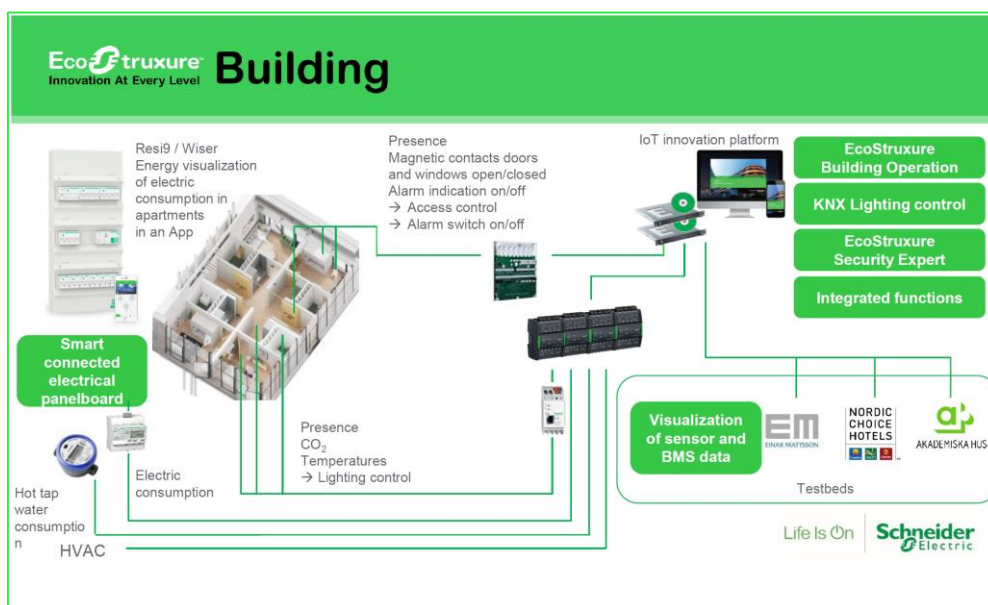 EcoStruxure™
Innovation At Every Level
Building
Resi9 / Wiser
Energy visualization
of electric
consumption in
apartments
in an App
Presence
Magnetic contacts doors
and windows open/closed
Alarm indication on/off
→ Access control
→ Alarm switch on/off
IoT innovation platform
EcoStruxure
Building Operation
KNX Lighting control
EcoStruxure
Security Expert
Integrated functions
Smart
connected
electrical
panelboard
Presence
CO₂
Temperatures
→ Lighting control
Electric
consumption
Hot tap
water
consumptio
n
HVAC
Visualization
of sensor and
BMS data
EM
EINAR MATTSSON
NORDIC
CHOICE
HOTELS
AKADEMISKA HUS
Testbeds
Life Is On
Schneider
Electric